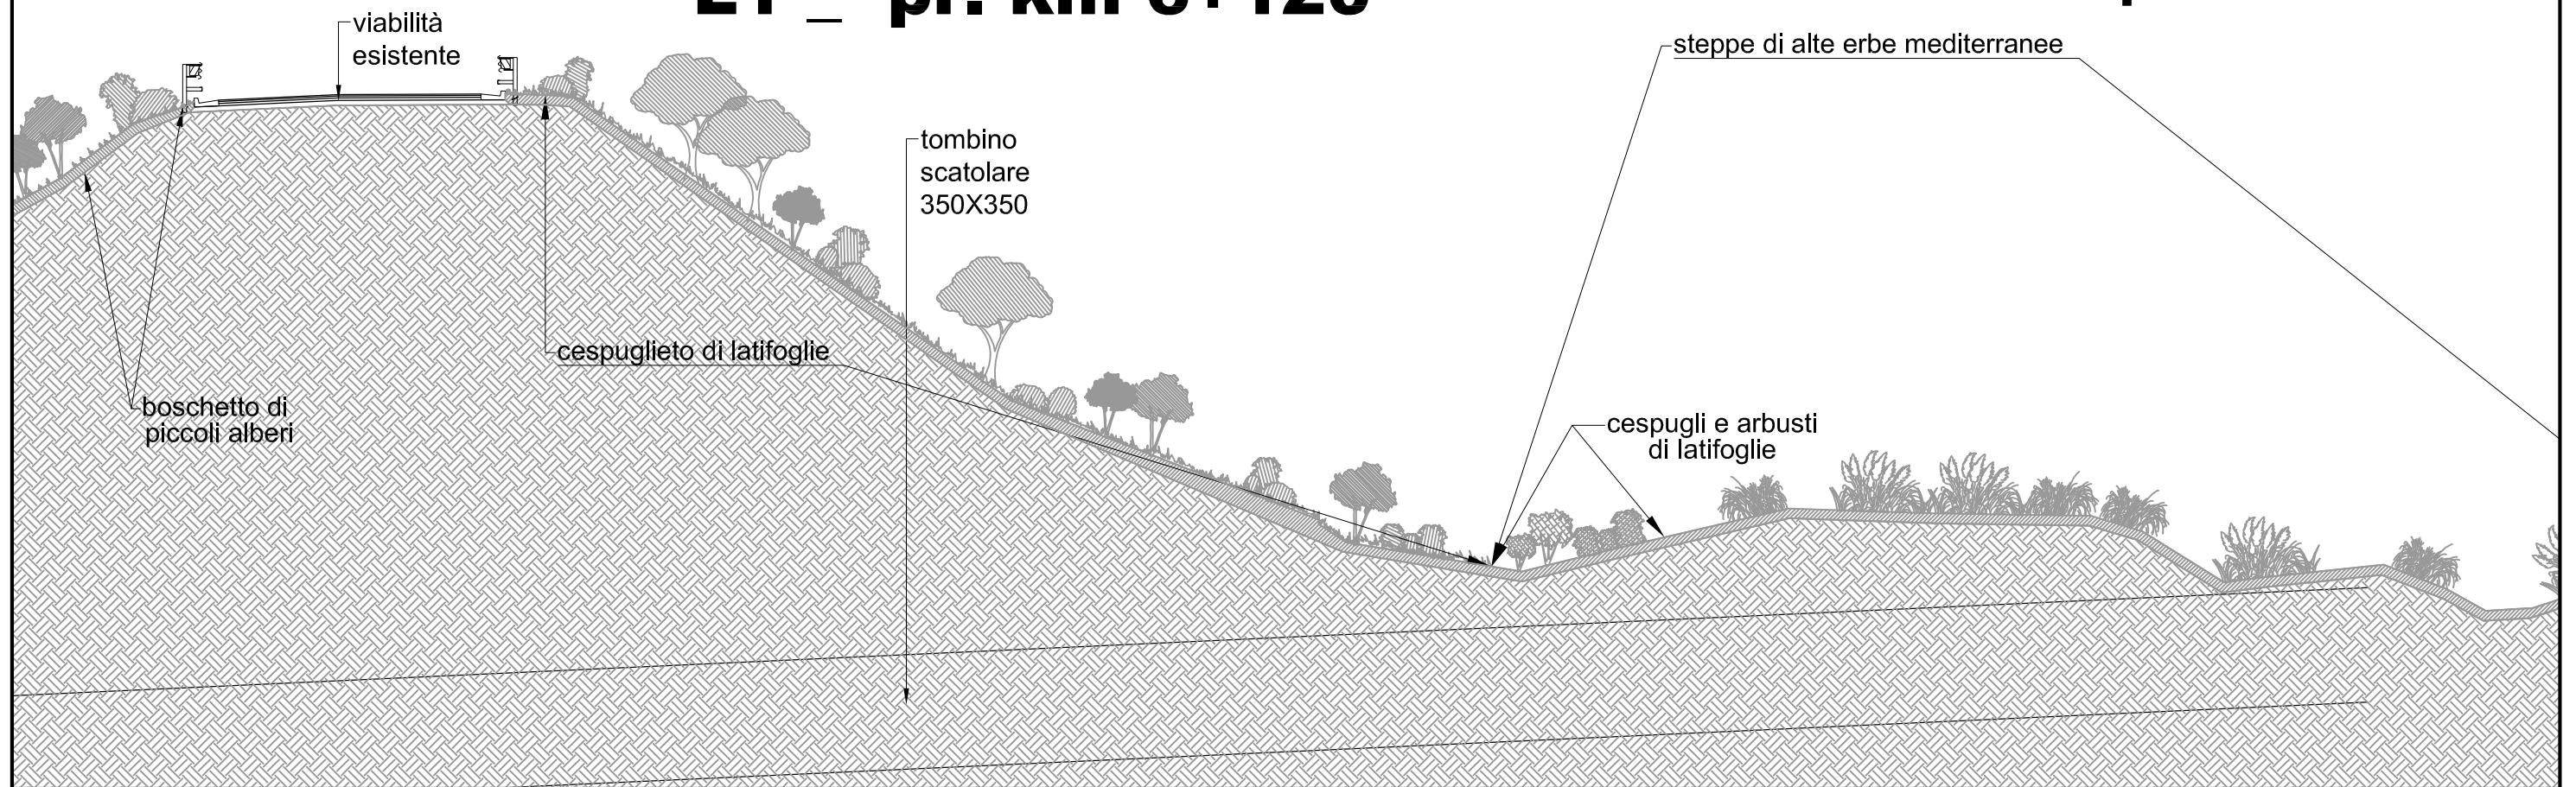 viabilità
esistente
steppe di alte erbe mediterranee
tombino
scatolare
350X350
cespuglieto di latifoglie
boschetto di
piccoli alberi
cespugli e arbusti
di latifoglie